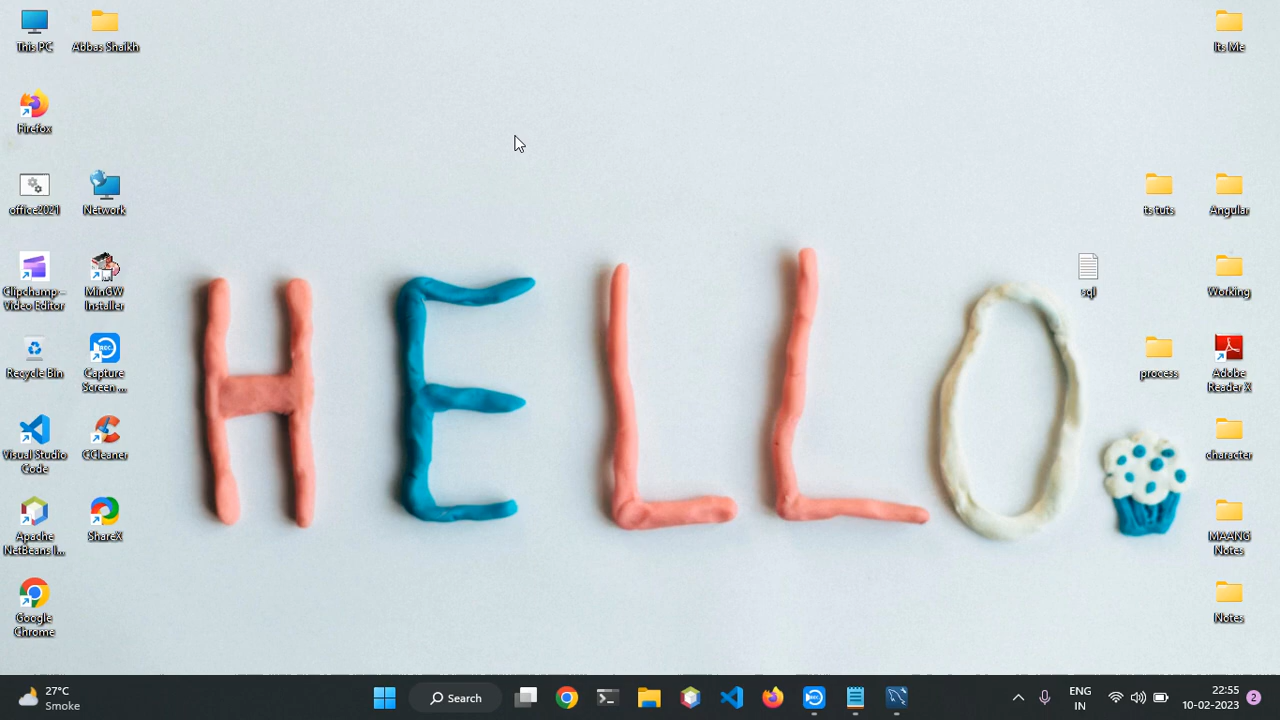 This PC
Abbas Shaikh
Its Me
Firefox
office2021
Network
ts tuts
Angular
Clipchamp –
Video Editor
MinGW
Installer
sql
Working
Recycle Bin
Capture
Screen ...
process
Adobe
Reader X
HELLO
Visual Studio
Code
CCleaner
character
Apache
NetBeans I...
ShareX
MAANG
Notes
Google
Chrome
Notes
27°C
Smoke
Search
REC
ENG
IN
22:55
10-02-2023
2